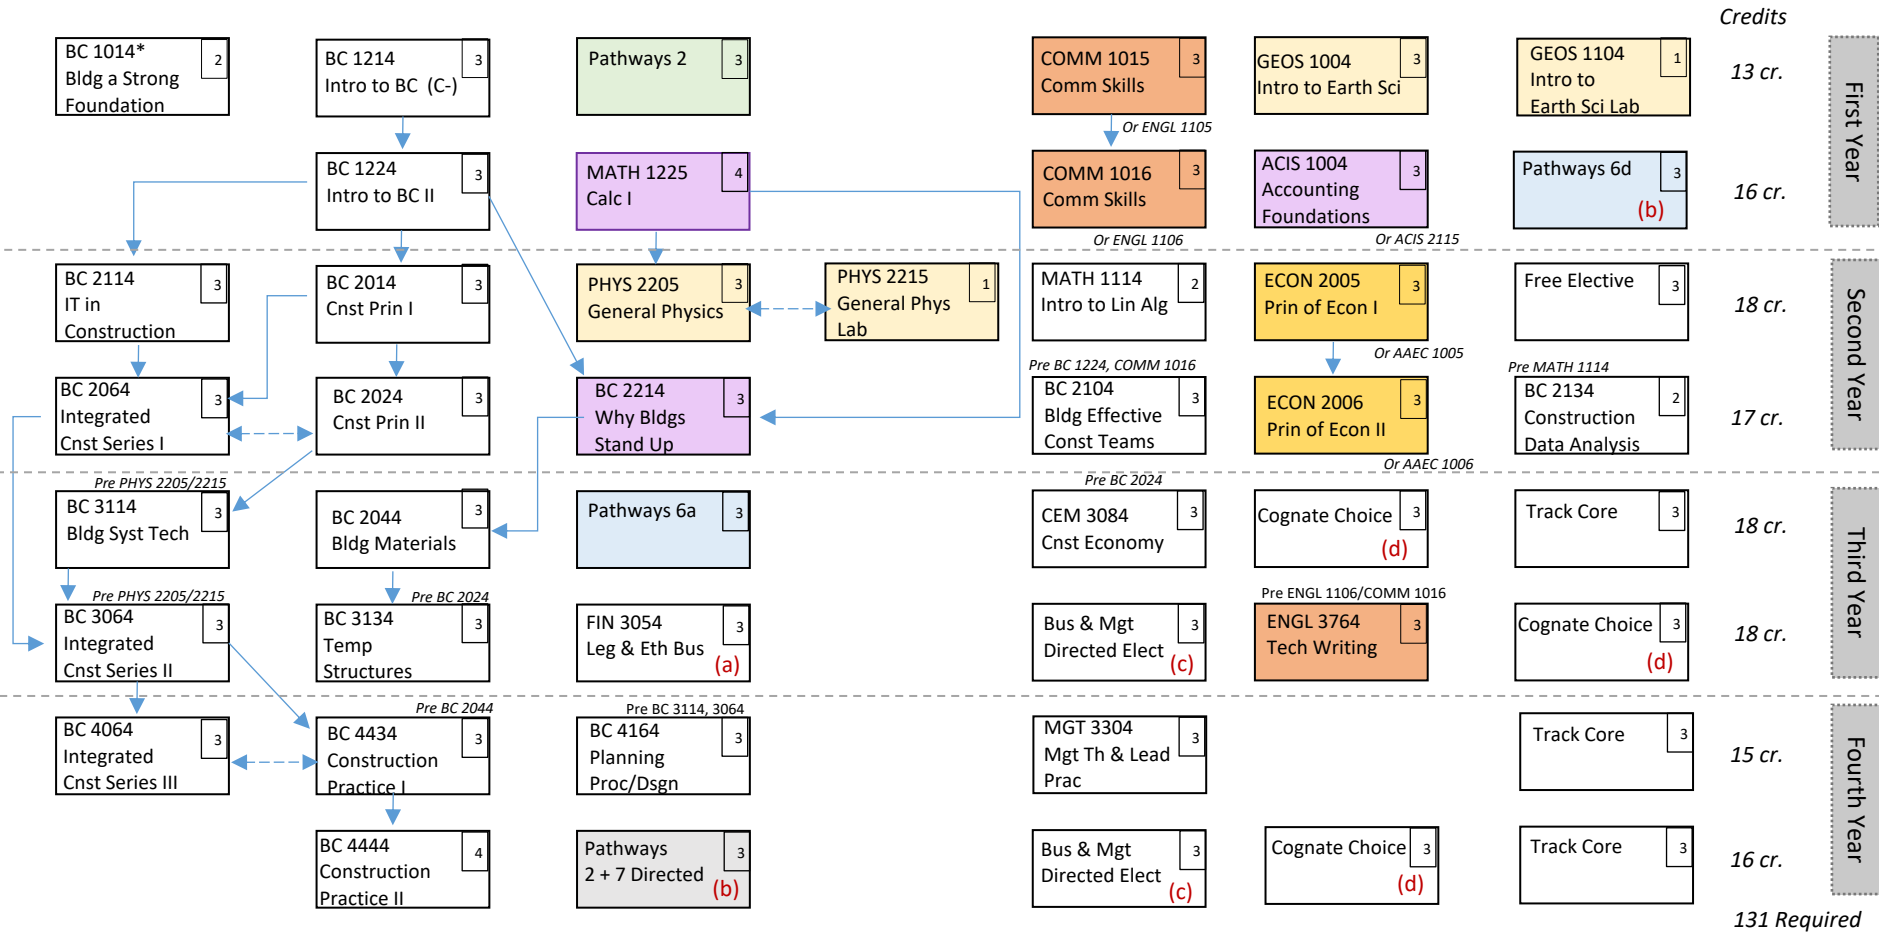 Credits
BC 1014*
Bldg a Strong
Foundation
2
BC 1214
Intro to BC (C-)
3
Pathways 2
3
COMM 1015
Comm Skills
3
GEOS 1004
Intro to Earth Sci
3
GEOS 1104
Intro to
Earth Sci Lab
1
13 cr.
First Year
Or ENGL 1105
BC 1224
Intro to BC II
3
MATH 1225
Calc I
4
COMM 1016
Comm Skills
3
ACIS 1004
Accounting
Foundations
3
Pathways 6d
3
(b)
16 cr.
Or ENGL 1106
Or ACIS 2115
BC 2114
IT in
Construction
3
BC 2014
Cnst Prin I
3
PHYS 2205
General Physics
3
PHYS 2215
General Phys
Lab
1
MATH 1114
Intro to Lin Alg
2
ECON 2005
Prin of Econ I
3
Free Elective
3
18 cr.
Second Year
Or AAEC 1005
Pre BC 1224, COMM 1016
Pre MATH 1114
BC 2064
Integrated
Cnst Series I
3
BC 2024
Cnst Prin II
3
BC 2214
Why Bldgs
Stand Up
3
BC 2104
Bldg Effective
Const Teams
3
ECON 2006
Prin of Econ II
3
BC 2134
Construction
Data Analysis
2
17 cr.
Or AAEC 1006
Pre PHYS 2205/2215
Pre BC 2024
BC 3114
Bldg Syst Tech
3
BC 2044
Bldg Materials
3
Pathways 6a
3
CEM 3084
Cnst Economy
3
Cognate Choice
3
(d)
Track Core
3
18 cr.
Third Year
Pre PHYS 2205/2215
Pre BC 2024
Pre ENGL 1106/COMM 1016
BC 3064
Integrated
Cnst Series II
3
BC 3134
Temp
Structures
3
FIN 3054
Leg & Eth Bus
3
(a)
Bus & Mgt
Directed Elect
3
(c)
ENGL 3764
Tech Writing
3
Cognate Choice
3
(d)
18 cr.
Pre BC 2044
Pre BC 3114, 3064
BC 4064
Integrated
Cnst Series III
3
BC 4434
Construction
Practice I
3
BC 4164
Planning
Proc/Dsgn
3
MGT 3304
Mgt Th & Lead
Prac
3
Track Core
3
15 cr.
Fourth Year
BC 4444
Construction
Practice II
4
Pathways
2 + 7 Directed
3
(b)
Bus & Mgt
Directed Elect
3
(c)
Cognate Choice
3
(d)
Track Core
3
16 cr.
131 Required